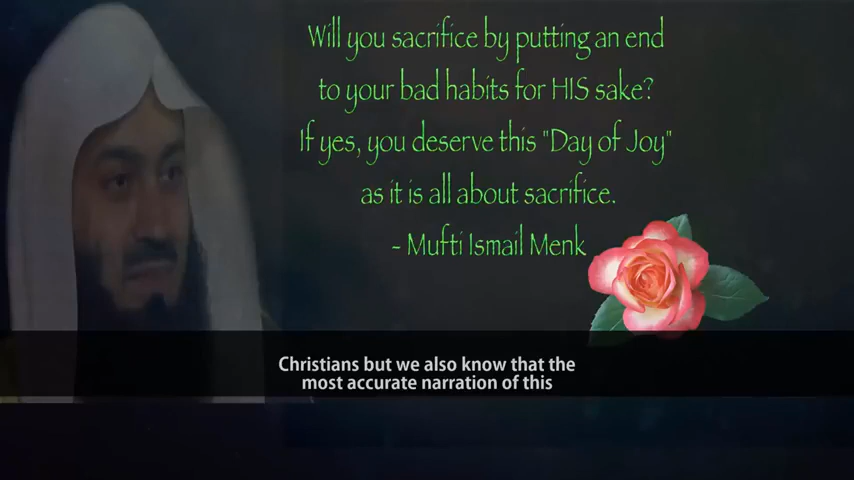 Will you sacrifice by putting an end
to your bad habits for HIS sake?
If yes, you deserve this "Day of Joy"
as it is all about sacrifice.
- Mufti Ismail Menk
Christians but we also know that the
most accurate narration of this